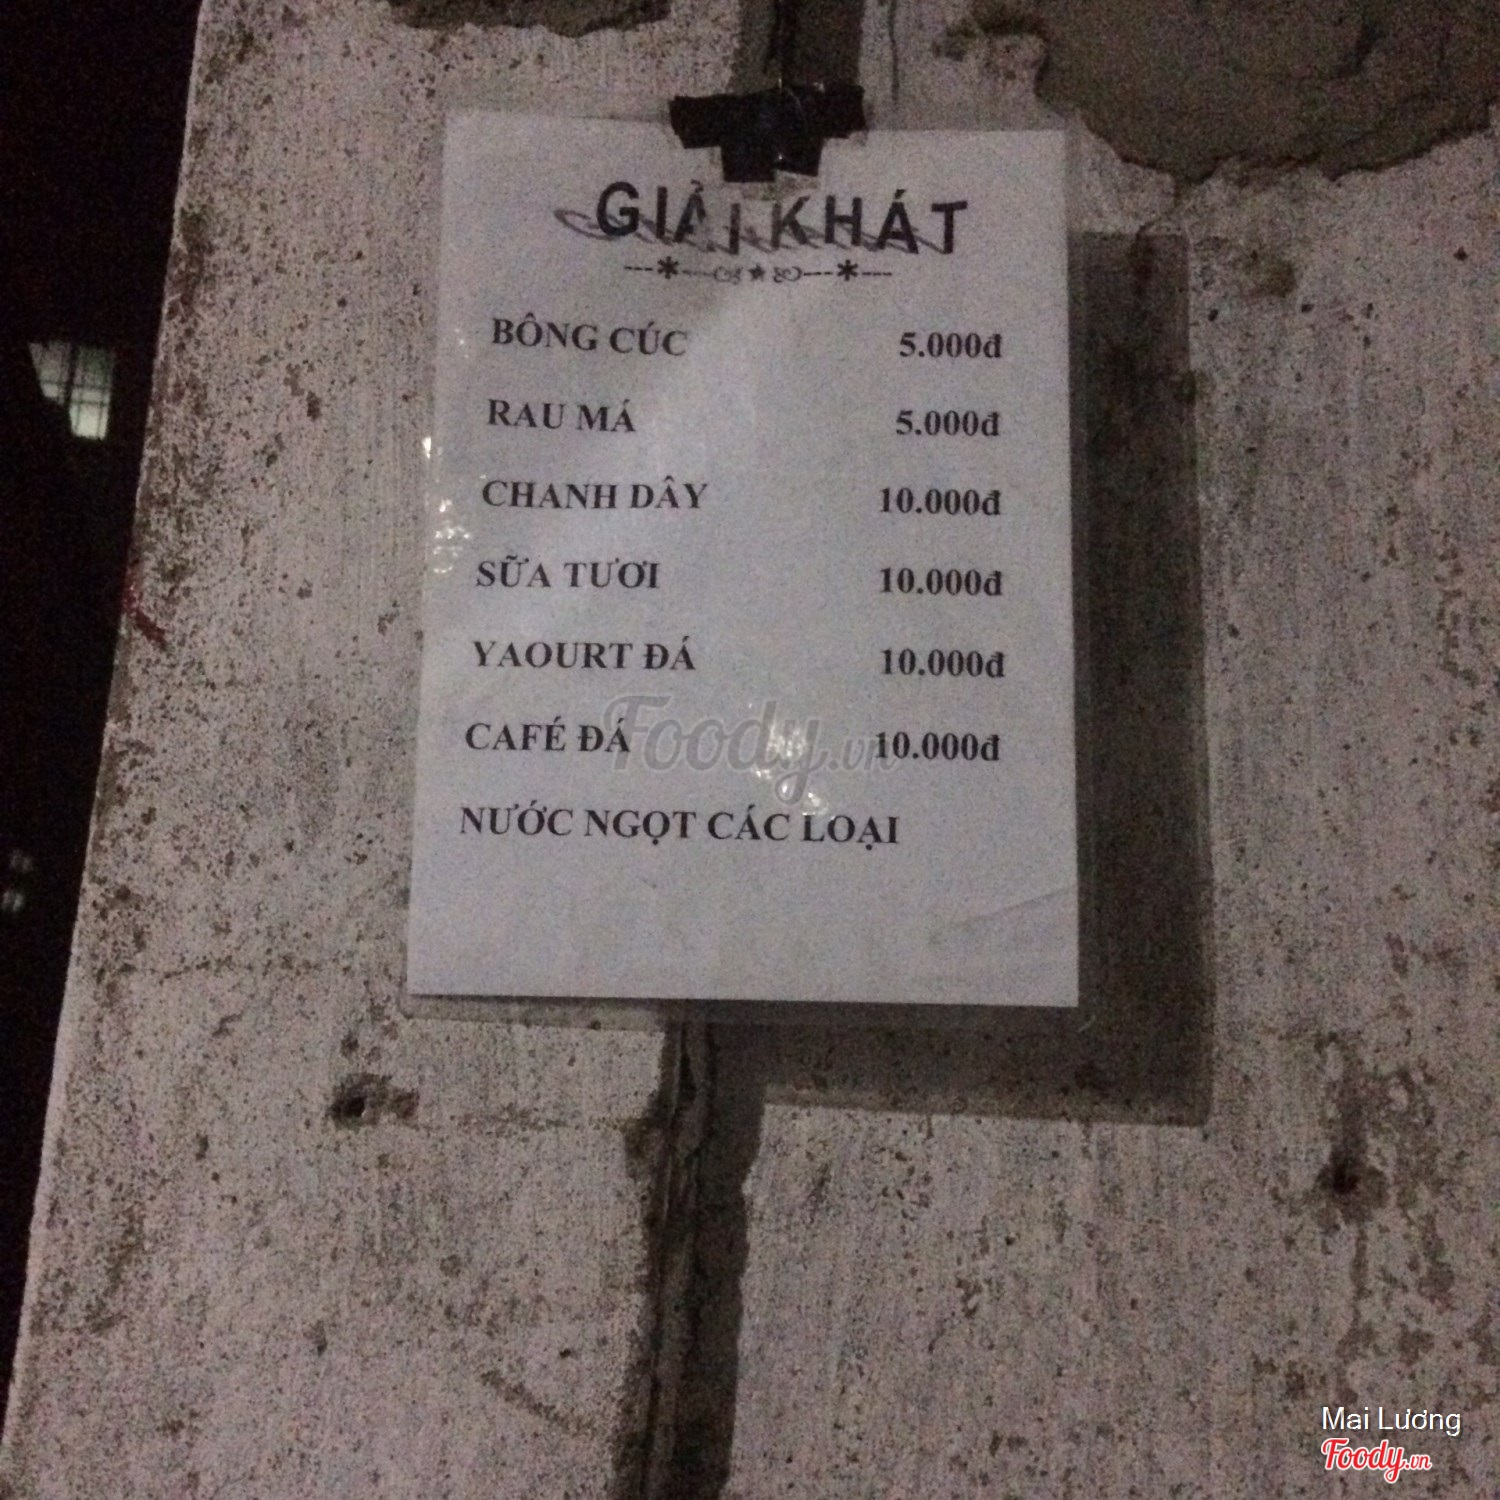 GIẢI KHÁT
BÔNG CÚC 5.000đ
RAU MÁ 5.000đ
CHANH DÂY 10.000đ
SỮA TƯƠI 10.000đ
YAOURT ĐÁ 10.000đ
CAFÉ ĐÁ 10.000đ
Foody.vn
NƯỚC NGỌT CÁC LOẠI
Mai Lương
Foody.vn